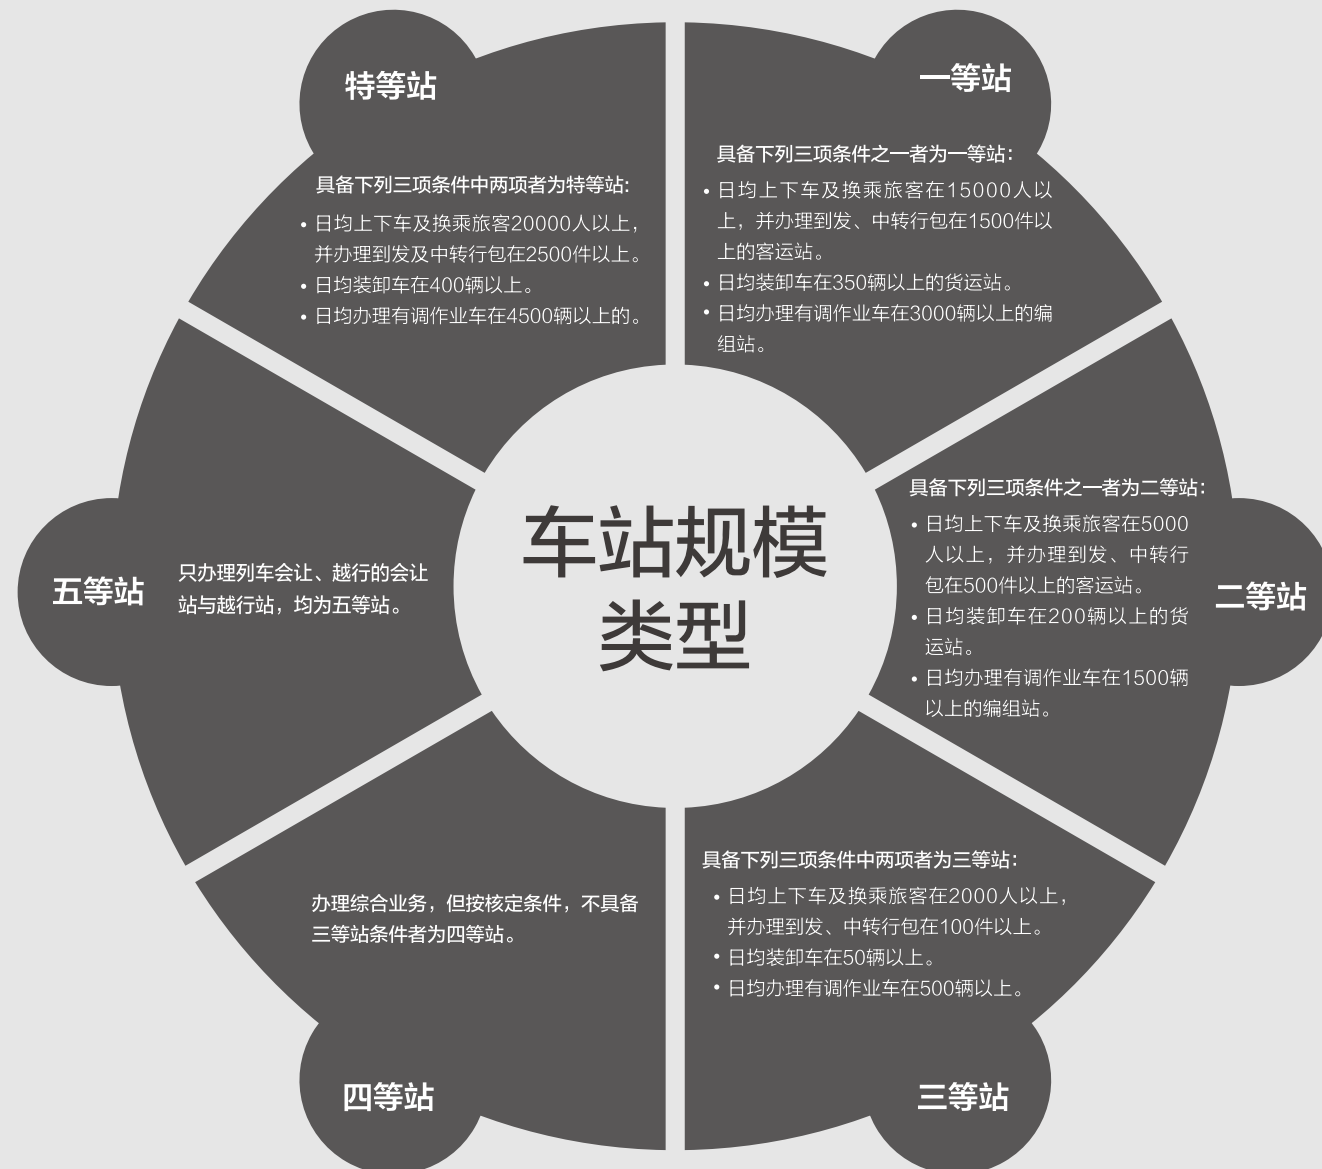 车站规模
类型
特等站
具备下列三项条件中两项者为特等站:
• 日均上下车及换乘旅客20000人以上，
并办理到发及中转行包在2500件以上。
• 日均装卸车在400辆以上。
• 日均办理有调作业车在4500辆以上的。
一等站
具备下列三项条件之一者为一等站：
• 日均上下车及换乘旅客在15000人以
上，并办理到发、中转行包在1500件以
上的客运站。
• 日均装卸车在350辆以上的货运站。
• 日均办理有调作业车在3000辆以上的编
组站。
二等站
具备下列三项条件之一者为二等站：
• 日均上下车及换乘旅客在5000
人以上，并办理到发、中转行
包在500件以上的客运站。
• 日均装卸车在200辆以上的货
运站。
• 日均办理有调作业车在1500辆
以上的编组站。
三等站
具备下列三项条件中两项者为三等站：
• 日均上下车及换乘旅客在2000人以上，
并办理到发、中转行包在100件以上。
• 日均装卸车在50辆以上。
• 日均办理有调作业车在500辆以上。
四等站
办理综合业务，但按核定条件，不具备
三等站条件者为四等站。
五等站
只办理列车会让、越行的会让
站与越行站，均为五等站。